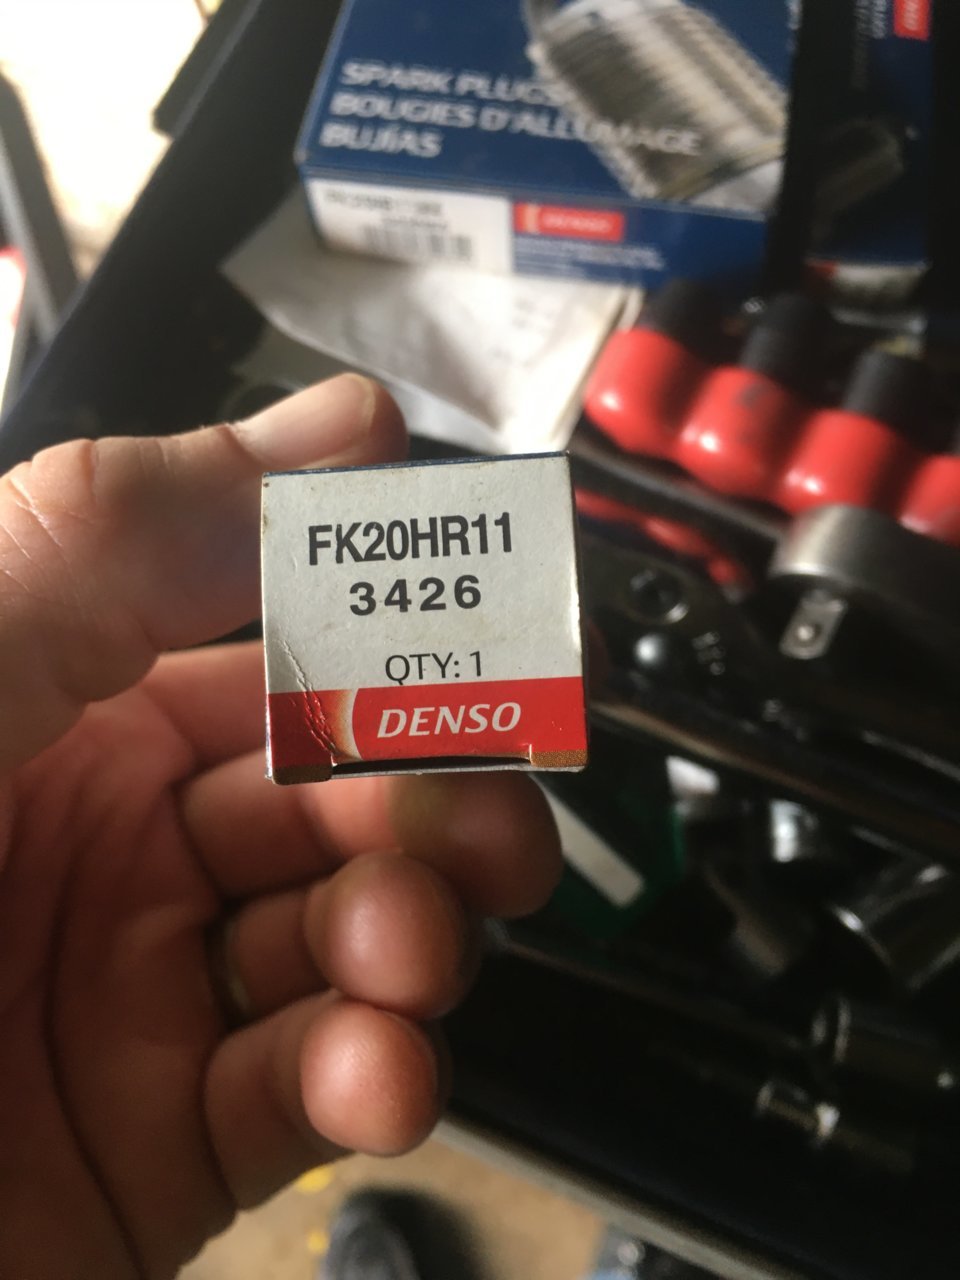 SPARK PLUGS
BOUGIES D'ALLUMAGE
BUJÍAS
DENSO
FK20HR11
3426
QTY: 1
DENSO